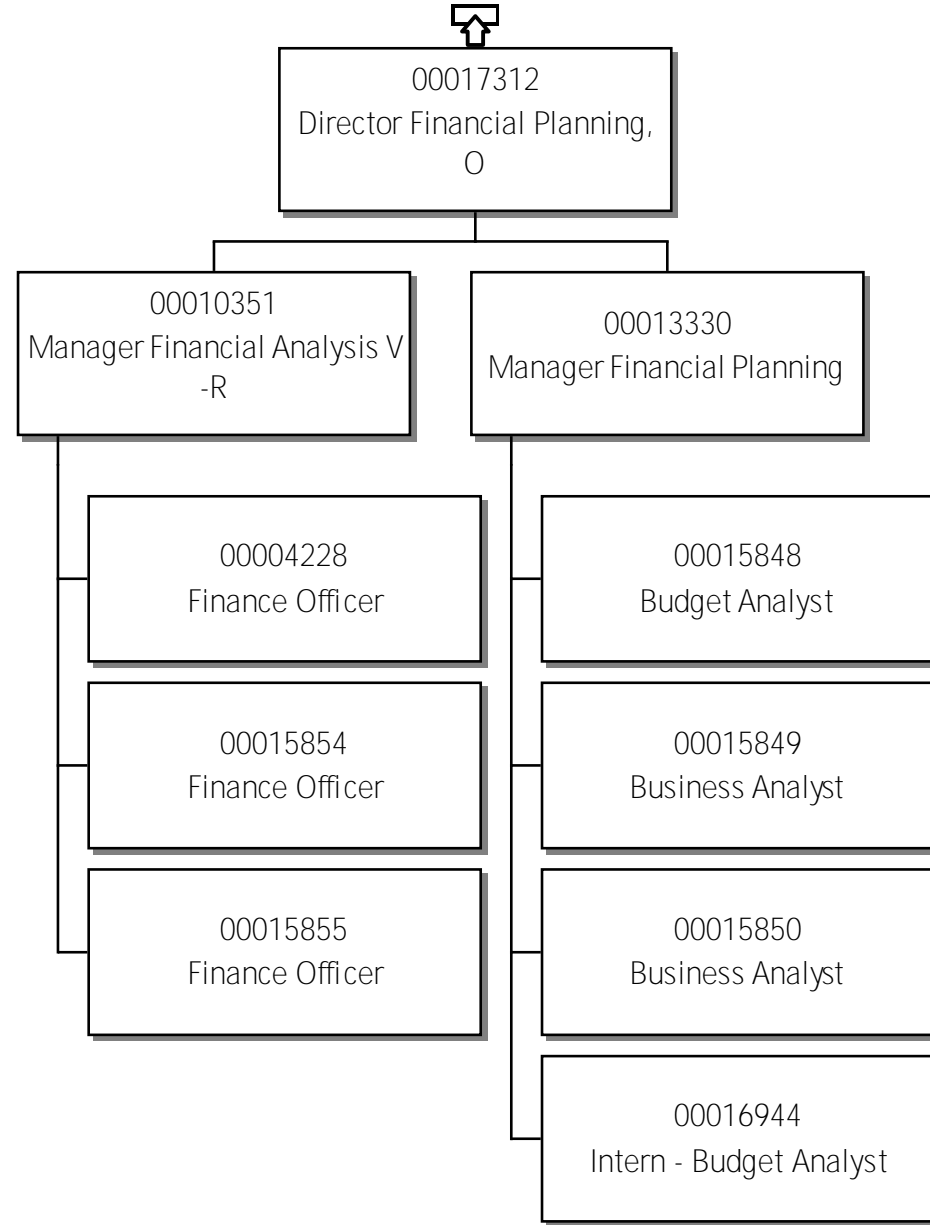 00017312
Director Financial Planning,
O
00010351
Manager Financial Analysis V
-R
00013330
Manager Financial Planning
00004228
Finance Officer
00015854
Finance Officer
00015855
Finance Officer
00015848
Budget Analyst
00015849
Business Analyst
00015850
Business Analyst
00016944
Intern - Budget Analyst